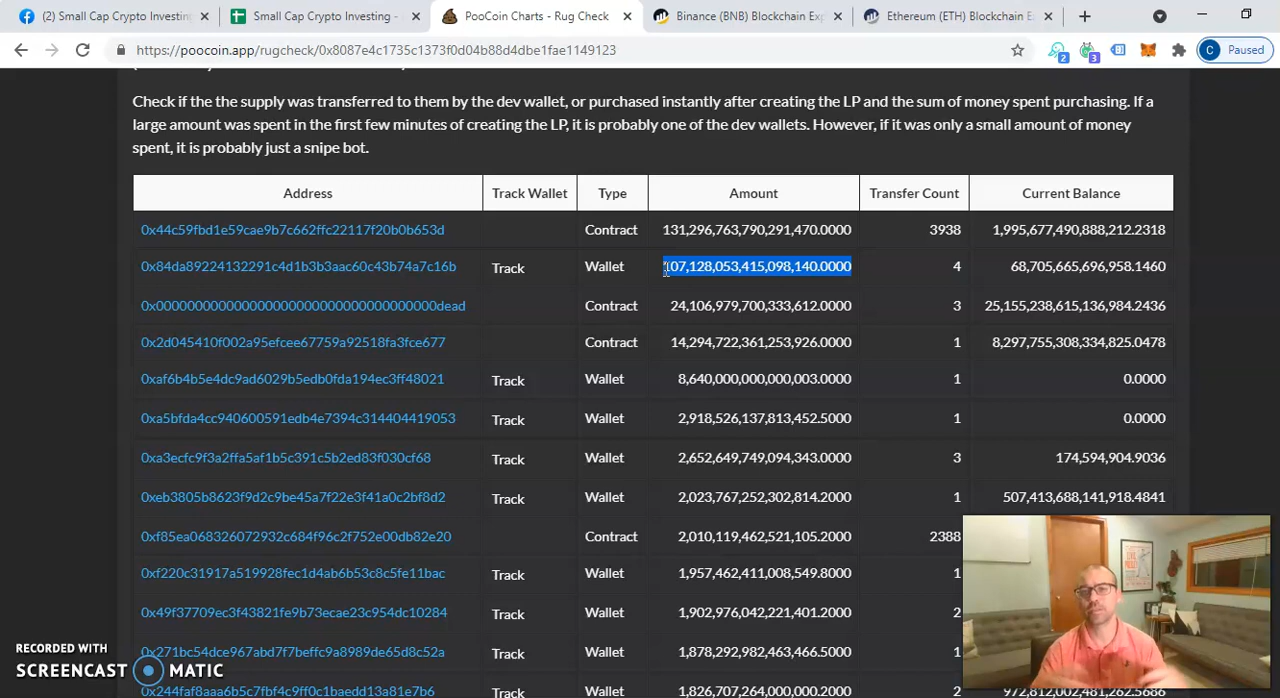 (2) Small Cap Crypto Investin
Small Cap Crypto Investing -
PooCoin Charts - Rug Check
Binance (BNB) Blockchain Exp
Ethereum (ETH) Blockchain E
https://poocoin.app/rugcheck/0x8087e4c1735c1373f0d04b88d4dbe1fae1149123
2
3
C Paused
Check if the the supply was transferred to them by the dev wallet, or purchased instantly after creating the LP and the sum of money spent purchasing. If a
large amount was spent in the first few minutes of creating the LP, it is probably one of the dev wallets. However, if it was only a small amount of money
spent, it is probably just a snipe bot.
Address Track Wallet Type Amount Transfer Count Current Balance
0x44c59fbd1e59cae9b7c662ffc22117f20b0b653d Contract 131,296,763,790,291,470.0000 3938 1,995,677,490,888,212.2318
0x84da89224132291c4d1b3b3aac60c43b74a7c16b Track Wallet 107,128,053,415,098,140.0000 4 68,705,665,696,958.1460
0x000000000000000000000000000000000000dead Contract 24,106,979,700,333,612.0000 3 25,155,238,615,136,984.2436
0x2d045410f002a95efcee67759a92518fa3fce677 Contract 14,294,722,361,253,926.0000 1 8,297,755,308,334,825.0478
0xaf6b4b5e4dc9ad6029b5edb0fda194ec3ff48021 Track Wallet 8,640,000,000,000,003.0000 1 0.0000
0xa5bfda4cc940600591edb4e7394c314404419053 Track Wallet 2,918,526,137,813,452.5000 1 0.0000
0xa3ecfc9f3a2ffa5af1b5c391c5b2ed83f030cf68 Track Wallet 2,652,649,749,094,343.0000 3 174,594,904.9036
0xeb3805b8623f9d2c9be45a7f22e3f41a0c2bf8d2 Track Wallet 2,023,767,252,302,814.2000 1 507,413,688,141,918.4841
0xf85ea068326072932c684f96c2f752e00db82e20 Contract 2,010,119,462,521,105.2000 2388
0xf220c31917a519928fec1d4ab6b53c8c5fe11bac Track Wallet 1,957,462,411,008,549.8000 1
0x49f37709ec3f43821fe9b73ecae23c954dc10284 Track Wallet 1,902,976,042,221,401.2000 2
0x271bc54dce967abd7f7beffc9a8989de65d8c52a Track Wallet 1,878,292,982,463,466.5000 1
0x244faf8aaa6b5c7fbf4c9ff0c1baedd13a81e7b6 Track Wallet 1,826,707,264,000,000.2000 2
RECORDED WITH
SCREENCAST MATIC